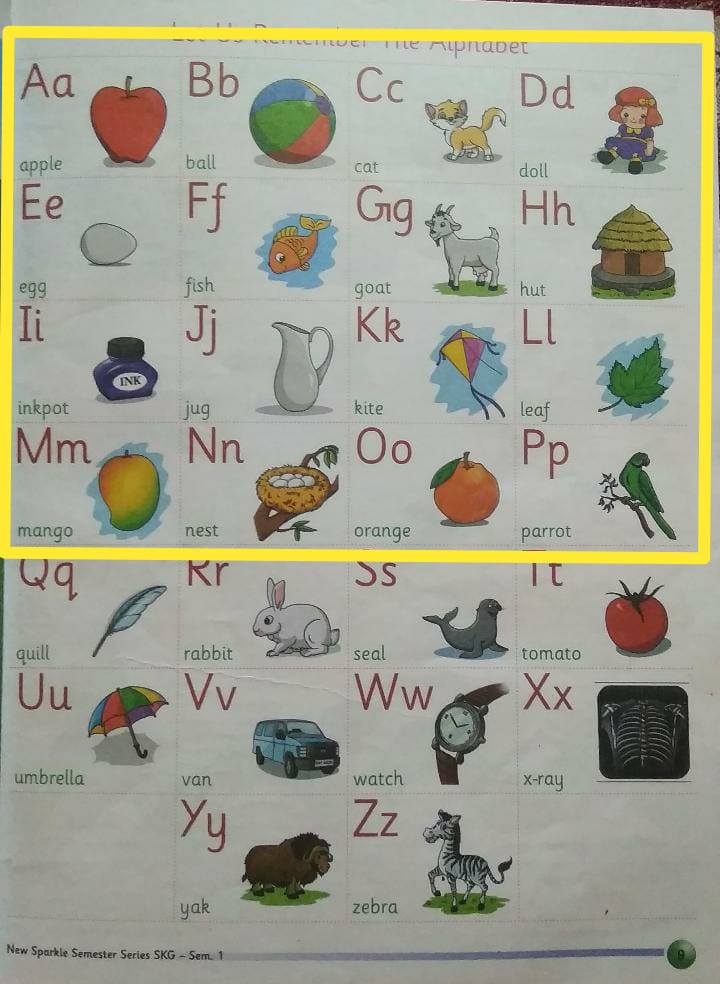 Let Us Remember The Alphabet
Aa Bb Cc Dd
apple ball cat doll
Ee Ff Gg Hh
egg fish goat hut
Ii Jj Kk Ll
INK
inkpot jug kite leaf
Mm Nn Oo Pp
mango nest orange parrot
Qq Rr Ss Tt
quill rabbit seal tomato
Uu Vv Ww Xx
umbrella van watch x-ray
Yy Zz
yak zebra
New Sparkle Semester Series SKG - Sem. 1 9